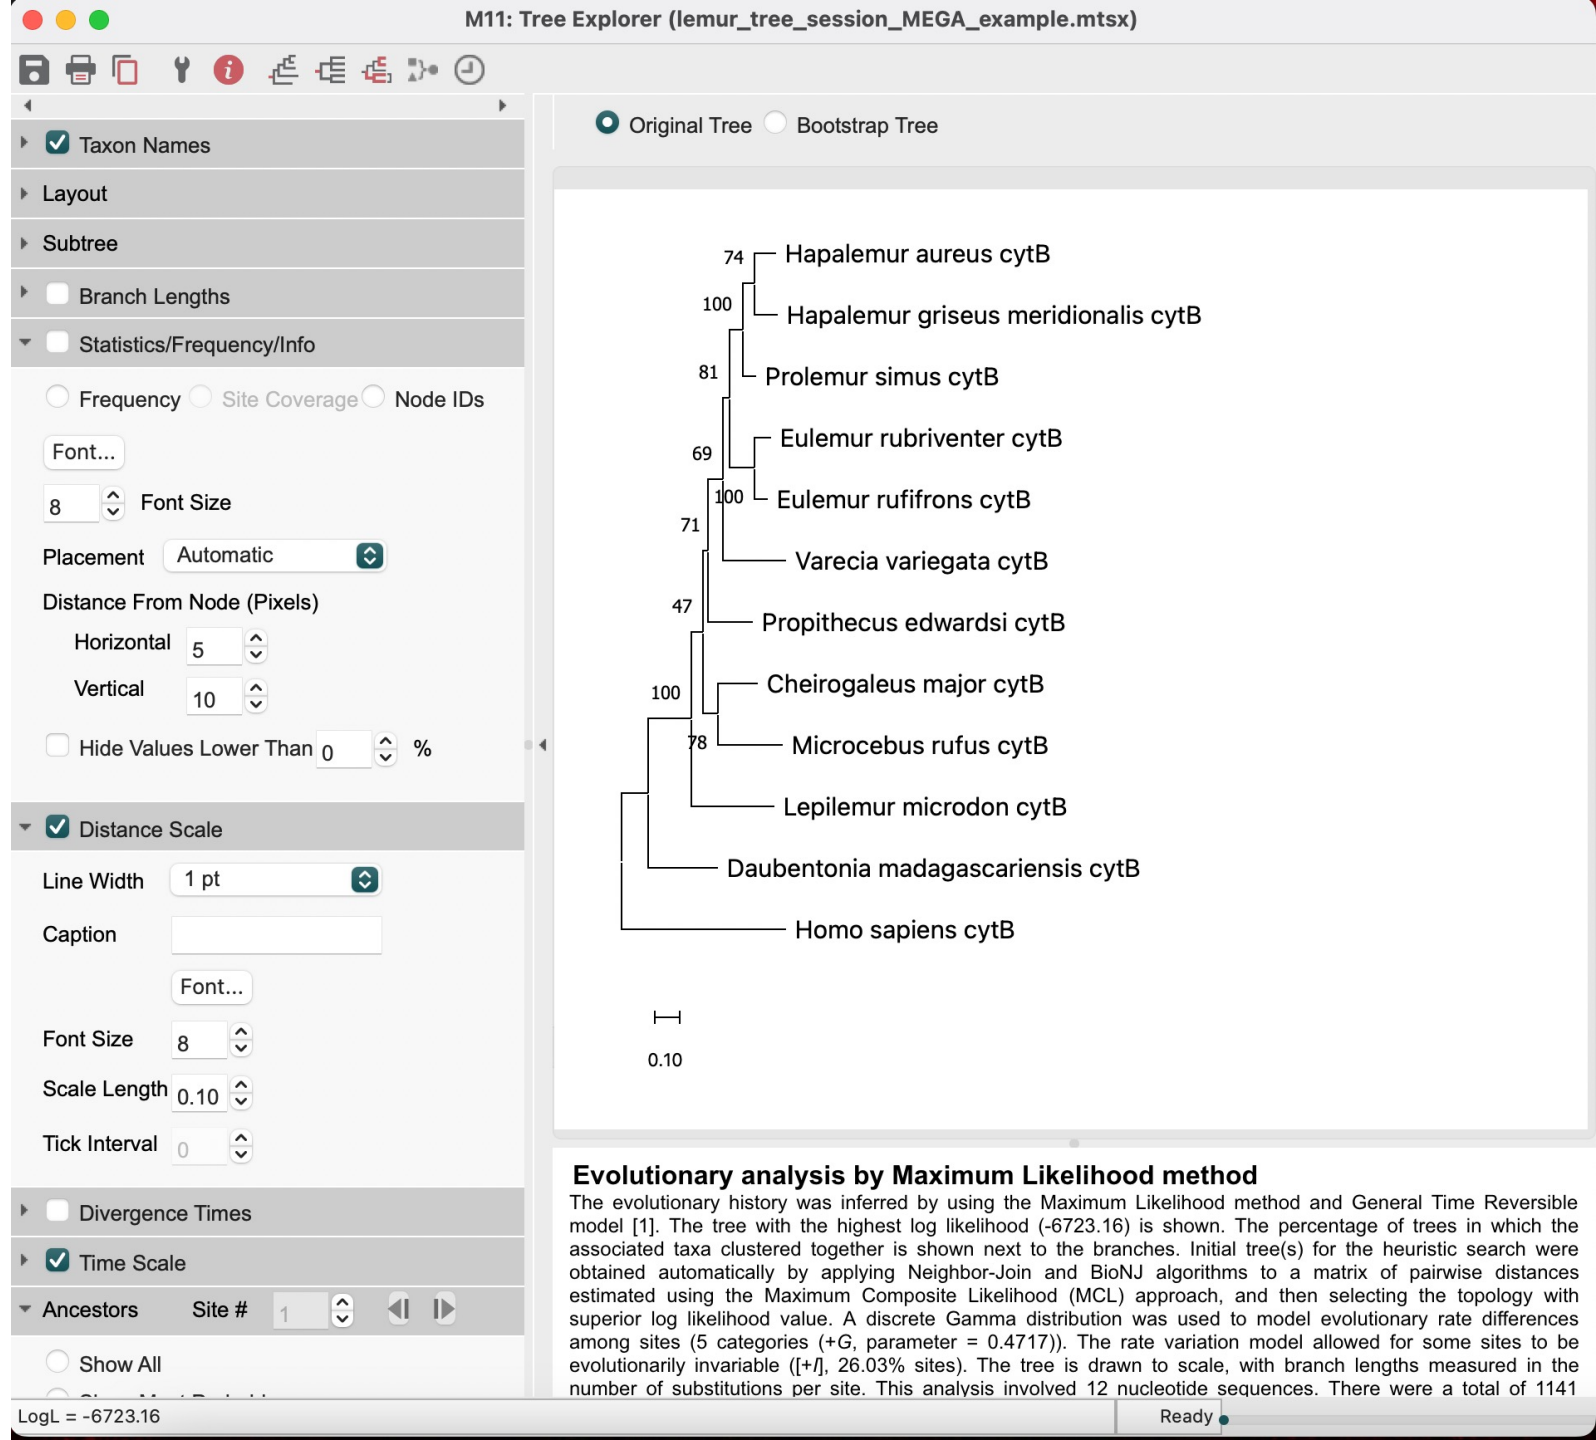 M11: Tree Explorer (lemur_tree_session_MEGA_example.mtsx)
Taxon Names
Layout
Subtree
Branch Lengths
Statistics/Frequency/Info
Frequency Site Coverage Node IDs
Font...
8 Font Size
Placement Automatic
Distance From Node (Pixels)
Horizontal 5
Vertical 10
Hide Values Lower Than 0 %
Distance Scale
Line Width 1 pt
Caption
Font...
Font Size 8
Scale Length 0.10
Tick Interval 0
Divergence Times
Time Scale
Ancestors Site # 1
Show All
Original Tree Bootstrap Tree
74 Hapalemur aureus cytB
100
Hapalemur griseus meridionalis cytB
81 Prolemur simus cytB
Eulemur rubriventer cytB
69
100 Eulemur rufifrons cytB
71
Varecia variegata cytB
47
Propithecus edwardsi cytB
100 Cheirogaleus major cytB
78 Microcebus rufus cytB
Lepilemur microdon cytB
Daubentonia madagascariensis cytB
Homo sapiens cytB
0.10
Evolutionary analysis by Maximum Likelihood method
The evolutionary history was inferred by using the Maximum Likelihood method and General Time Reversible
model [1]. The tree with the highest log likelihood (-6723.16) is shown. The percentage of trees in which the
associated taxa clustered together is shown next to the branches. Initial tree(s) for the heuristic search were
obtained automatically by applying Neighbor-Join and BioNJ algorithms to a matrix of pairwise distances
estimated using the Maximum Composite Likelihood (MCL) approach, and then selecting the topology with
superior log likelihood value. A discrete Gamma distribution was used to model evolutionary rate differences
among sites (5 categories (+G, parameter = 0.4717)). The rate variation model allowed for some sites to be
evolutionarily invariable ([+I], 26.03% sites). The tree is drawn to scale, with branch lengths measured in the
number of substitutions per site. This analysis involved 12 nucleotide sequences. There were a total of 1141
LogL = -6723.16
Ready